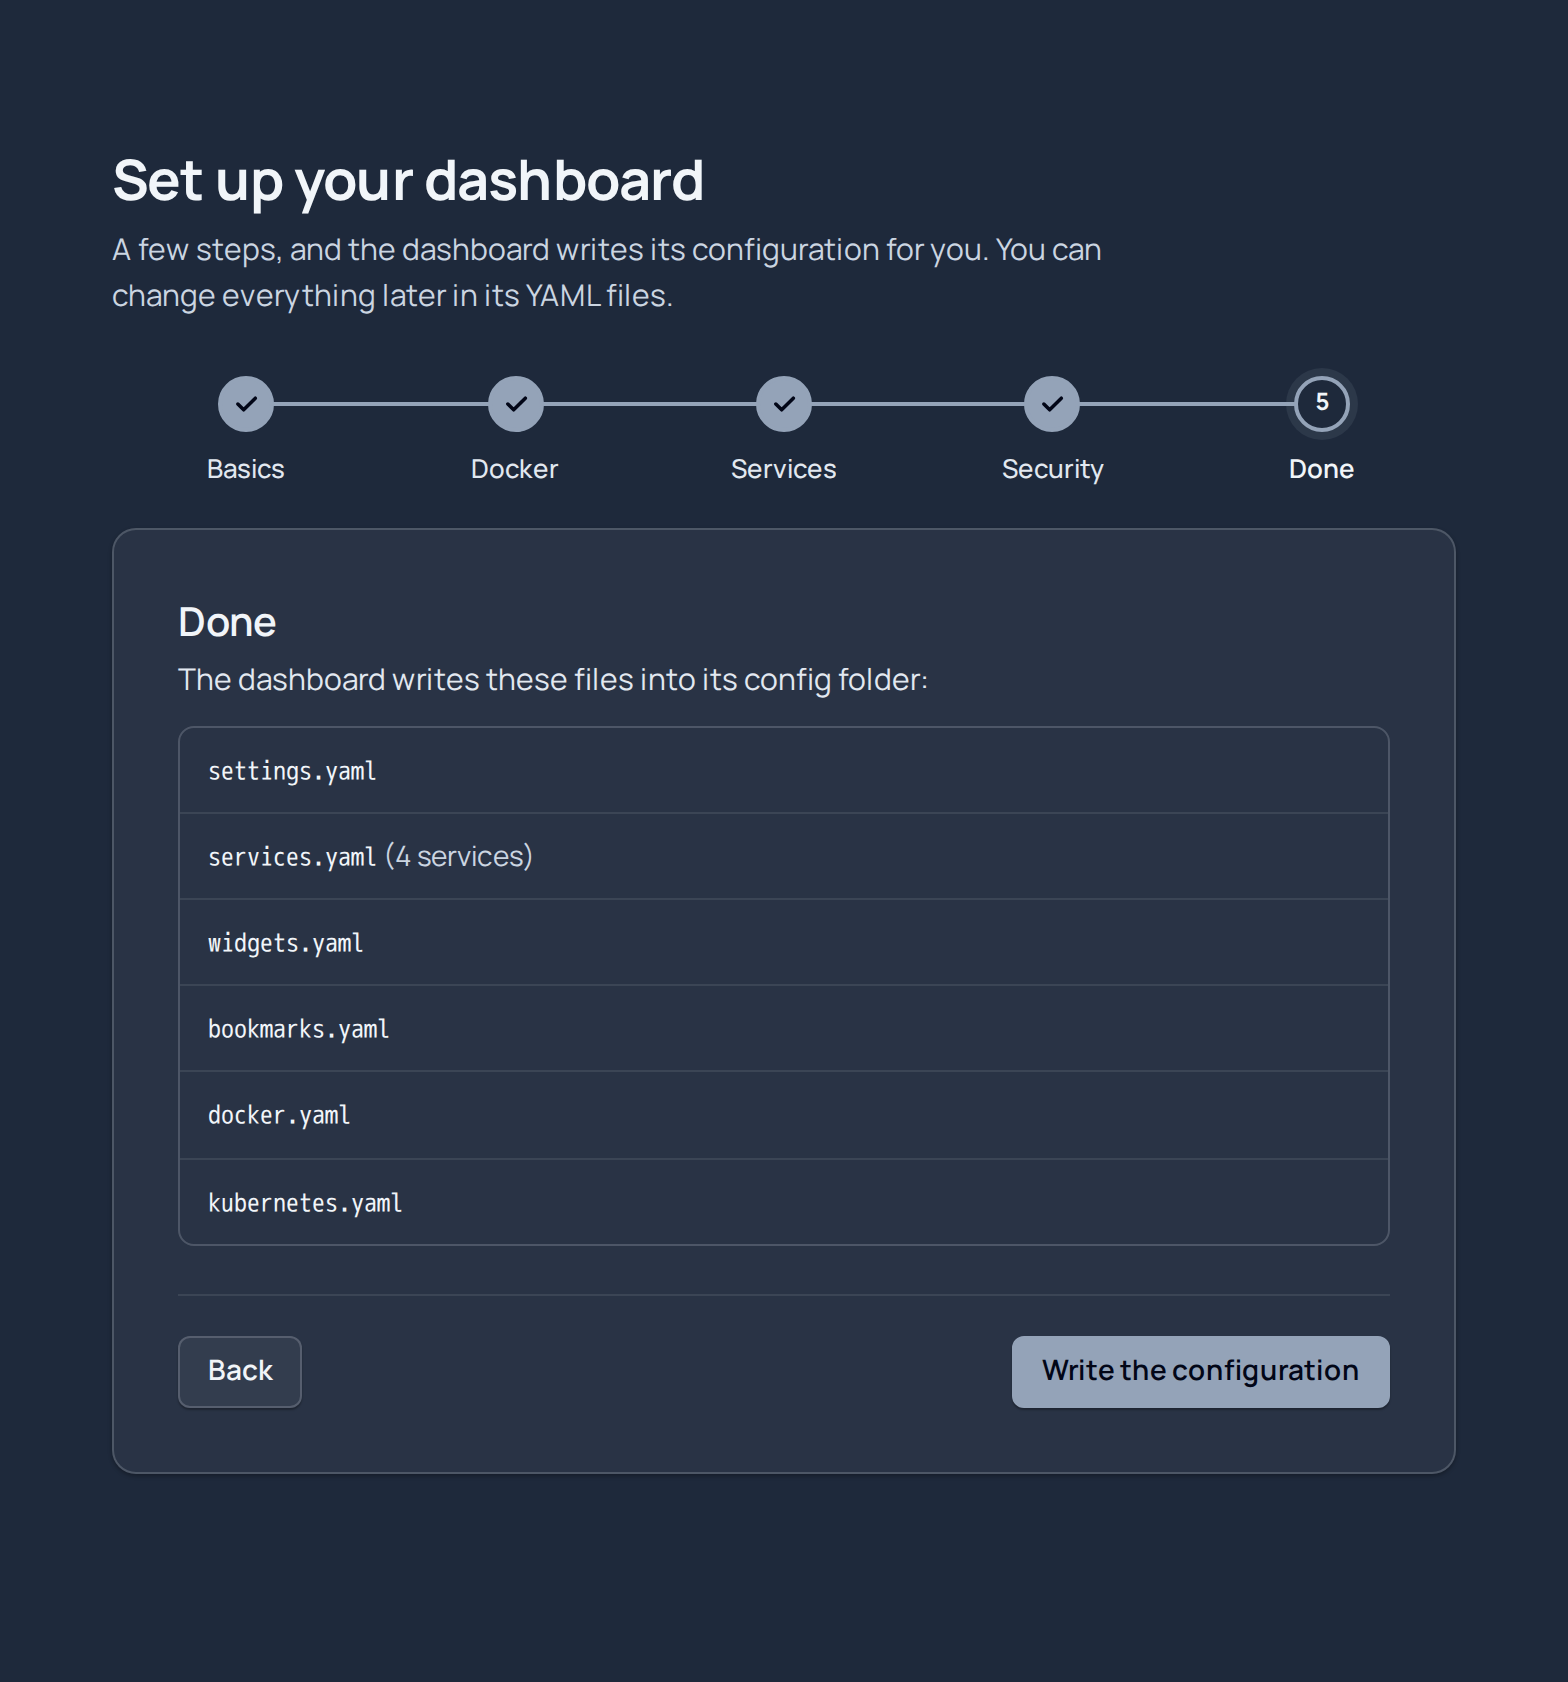 Set up your dashboard
A few steps, and the dashboard writes its configuration for you. You can
change everything later in its YAML files.
5
Basics
Docker
Services
Security
Done
Done
The dashboard writes these files into its config folder:
settings.yaml
services.yaml (4 services)
widgets.yaml
bookmarks.yaml
docker.yaml
kubernetes.yaml
Back
Write the configuration